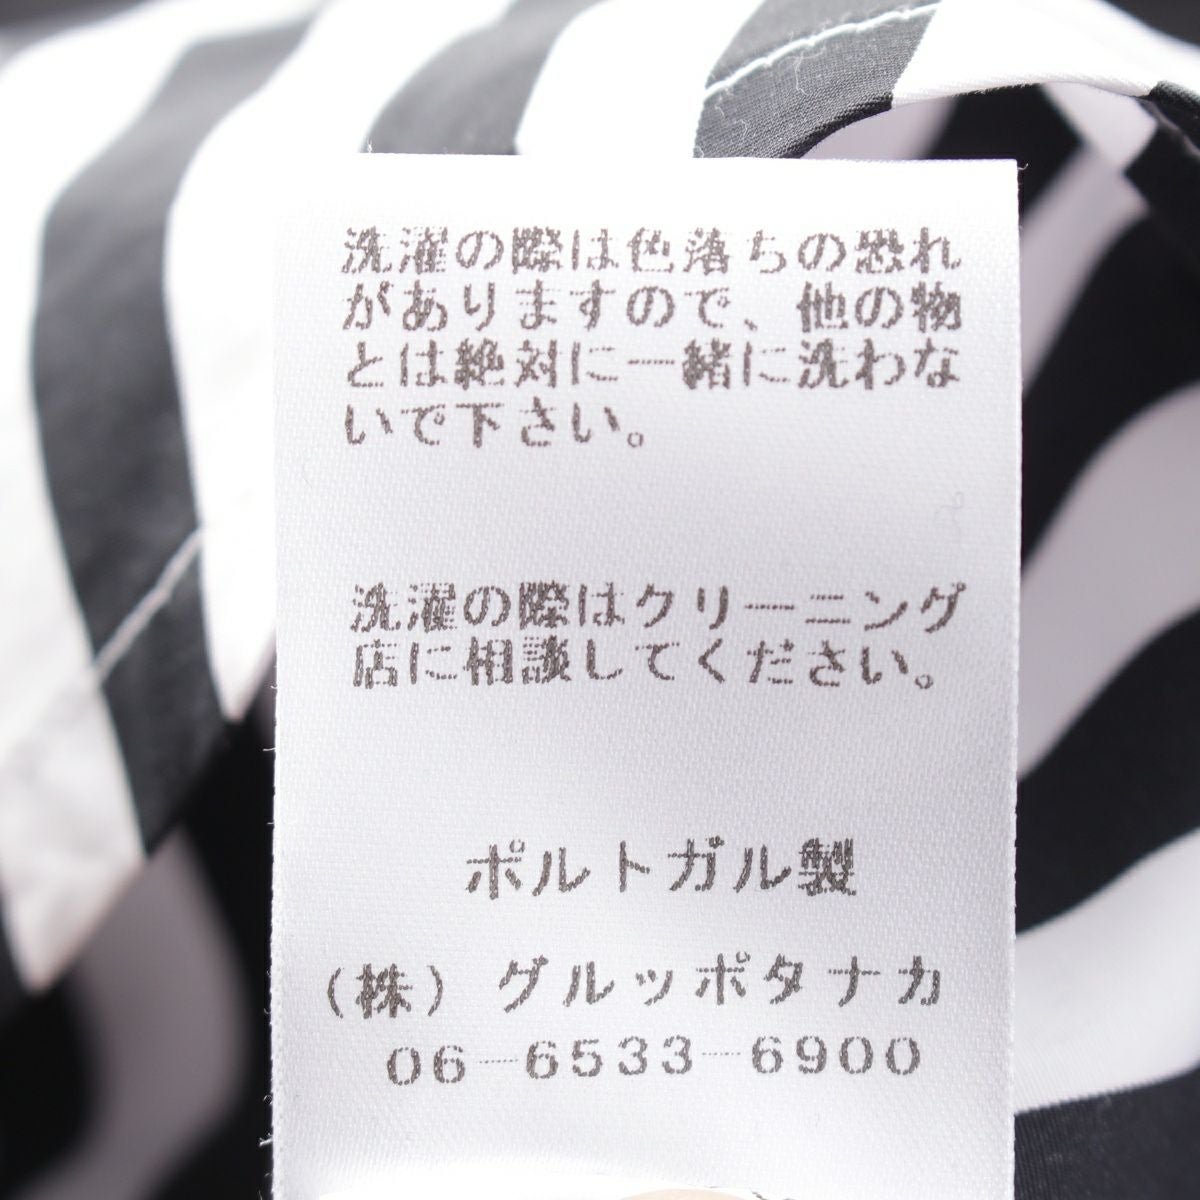 洗濯の際は色落ちの恐れ
がありますので、他の物
とは絶対に一緒に洗わな
いで下さい。
洗濯の際はクリーニング
店に相談してください。
ポルトガル製
（株）グルッポタナカ
06-6533-6900